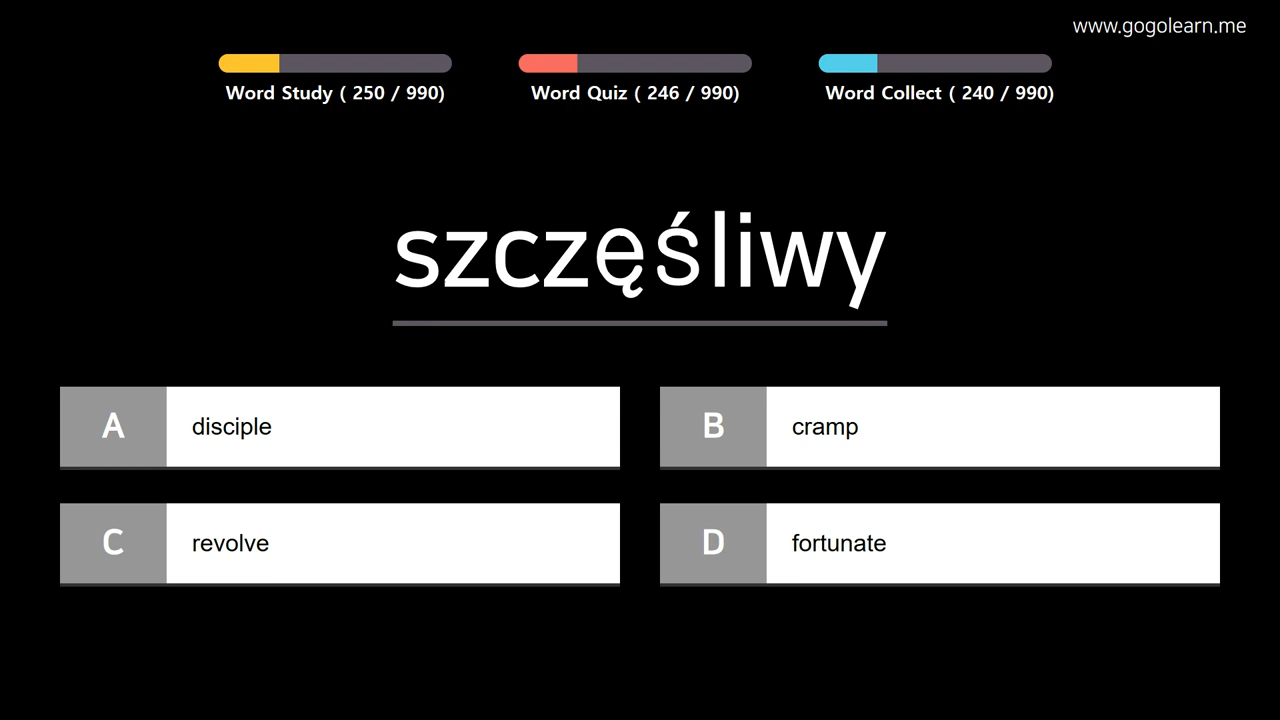 www.gogolearn.me
Word Study ( 250 / 990)
Word Quiz ( 246 / 990)
Word Collect ( 240 / 990)
szczęśliwy
A disciple
B cramp
C revolve
D fortunate